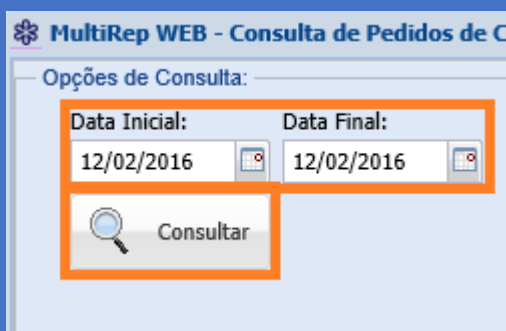 MultiRep WEB - Consulta de Pedidos de
Opções de Consulta:
Data Inicial: Data Final:
12/02/2016 12/02/2016
Consultar